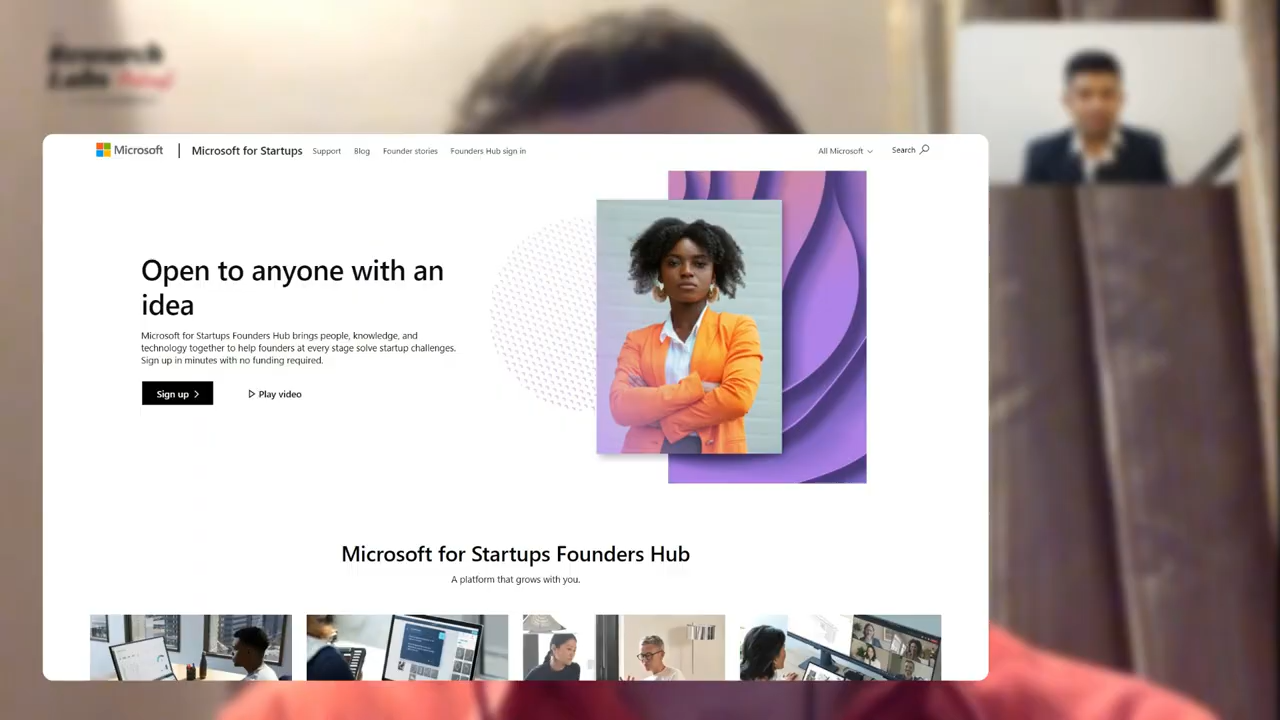 Research
Labs
Microsoft
Microsoft for Startups
Support
Blog
Founder stories
Founders Hub sign in
All Microsoft
Search
Open to anyone with an
idea
Microsoft for Startups Founders Hub brings people, knowledge, and
technology together to help founders at every stage solve startup challenges.
Sign up in minutes with no funding required.
Sign up
Play video
Microsoft for Startups Founders Hub
A platform that grows with you.